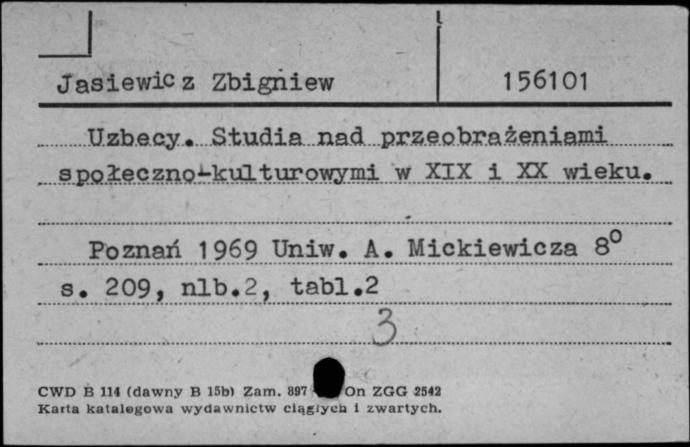 Jasiewicz Zbigniew 156101
Uzbecy. Studia nad przeobrażeniami
społeczno-kulturowymi w XIX i XX wieku.
Poznań 1969 Uniw. A. Mickiewicza 8°
s. 209, nlb.2, tabl.2
3
CWD B 114 (dawny B 15b) Zam. 897 On ZGG 2542
Karta katalogowa wydawnictw ciągłych i zwartych.